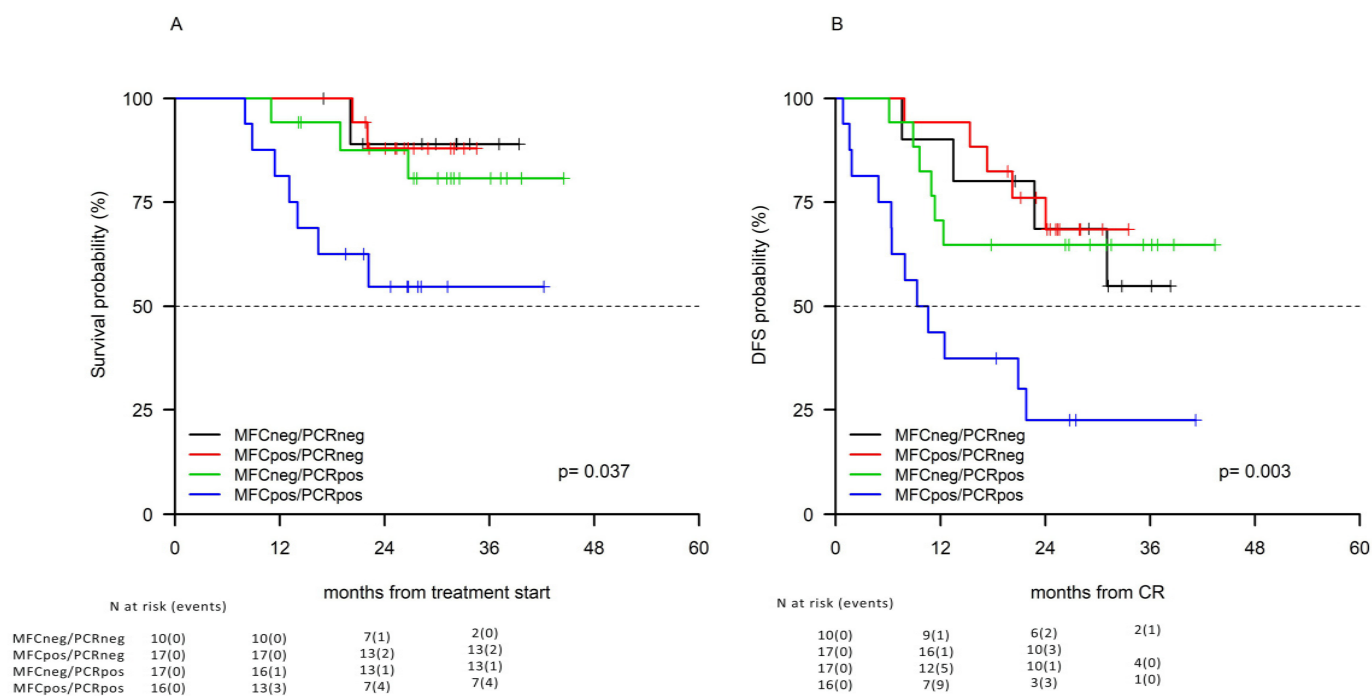 A
B
100
75
50
25
0
Survival probability (%)
MFCneg/PCRneg
MFCpos/PCRneg
MFCneg/PCRpos
MFCpos/PCRpos
p= 0.037
0 12 24 36 48 60
months from treatment start
100
75
50
25
0
DFS probability (%)
MFCneg/PCRneg
MFCpos/PCRneg
MFCneg/PCRpos
MFCpos/PCRpos
p= 0.003
0 12 24 36 48 60
months from CR
N at risk (events)
MFCneg/PCRneg 10(0) 10(0) 7(1) 2(0)
MFCpos/PCRneg 17(0) 17(0) 13(2) 13(2)
MFCneg/PCRpos 17(0) 16(1) 13(1) 13(1)
MFCpos/PCRpos 16(0) 13(3) 7(4) 7(4)
N at risk (events)
10(0) 9(1) 6(2) 2(1)
17(0) 16(1) 10(3)
17(0) 12(5) 10(1) 4(0)
16(0) 7(9) 3(3) 1(0)